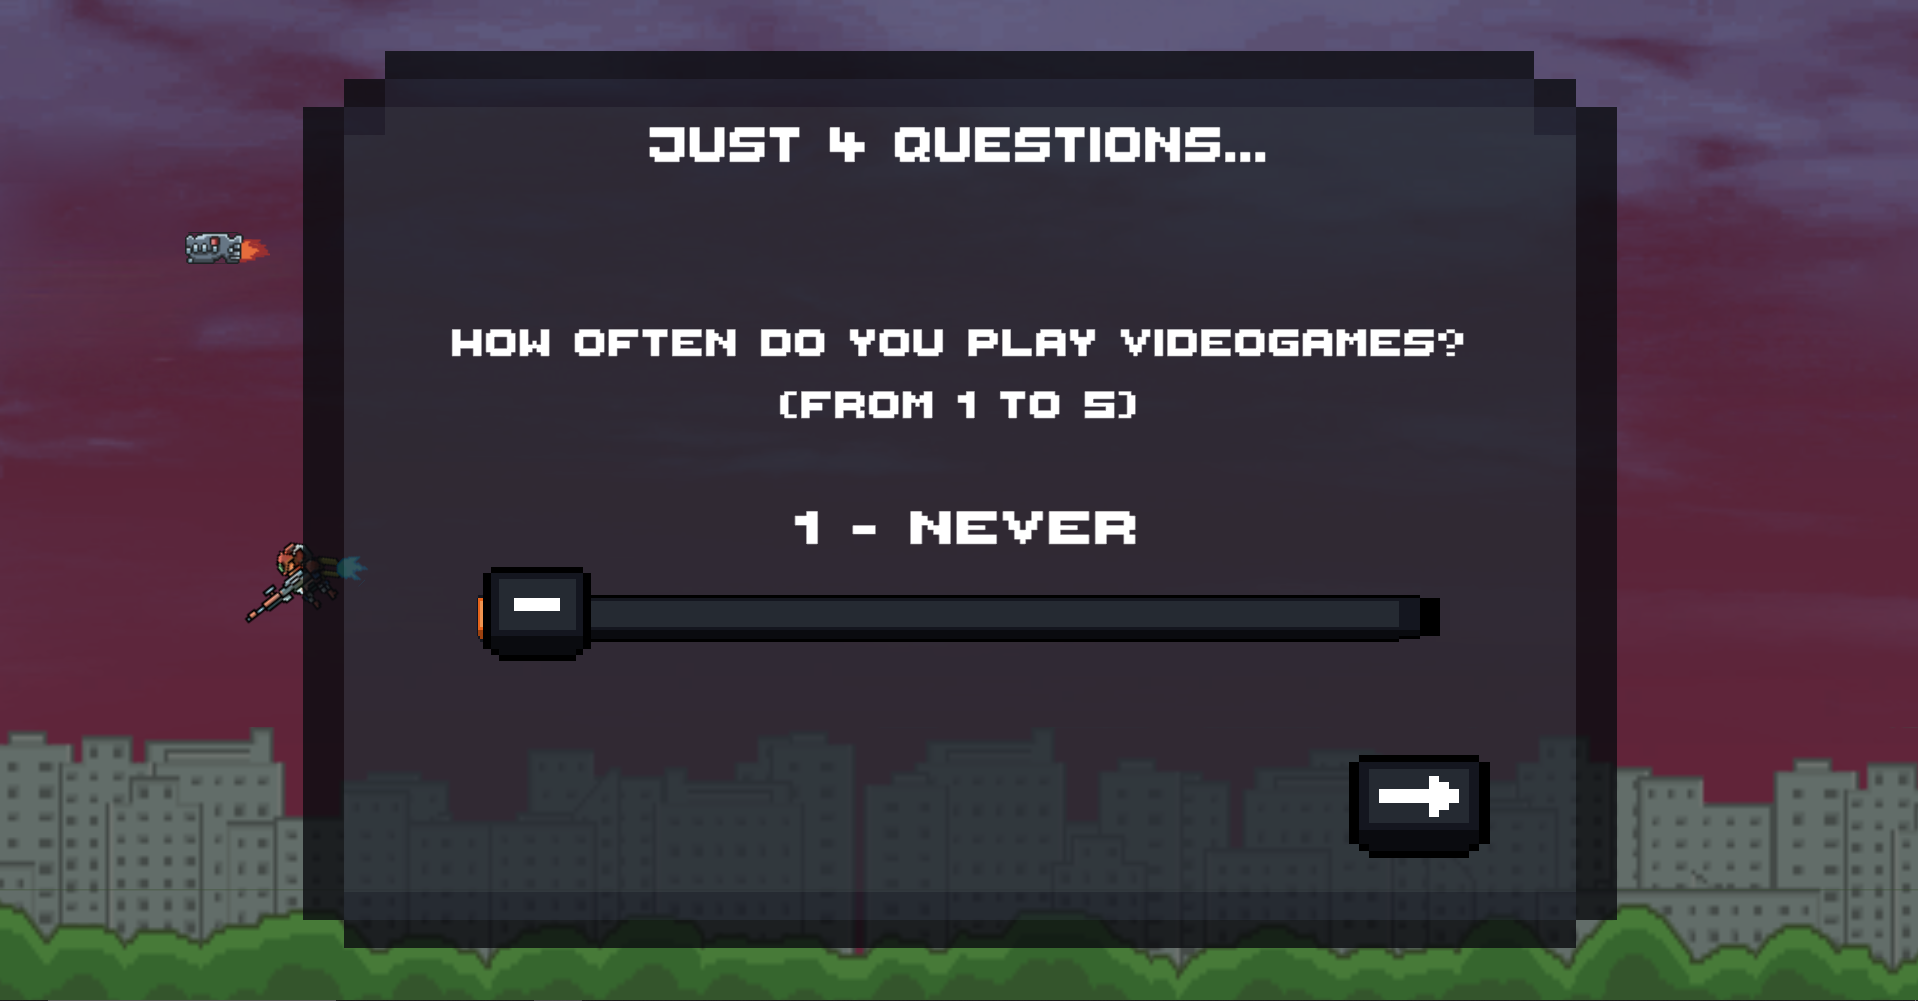 JUST 4 QUESTIONS...
HOW OFTEN DO YOU PLAY VIDEOGAMES?
(FROM 1 TO 5)
1 - NEVER